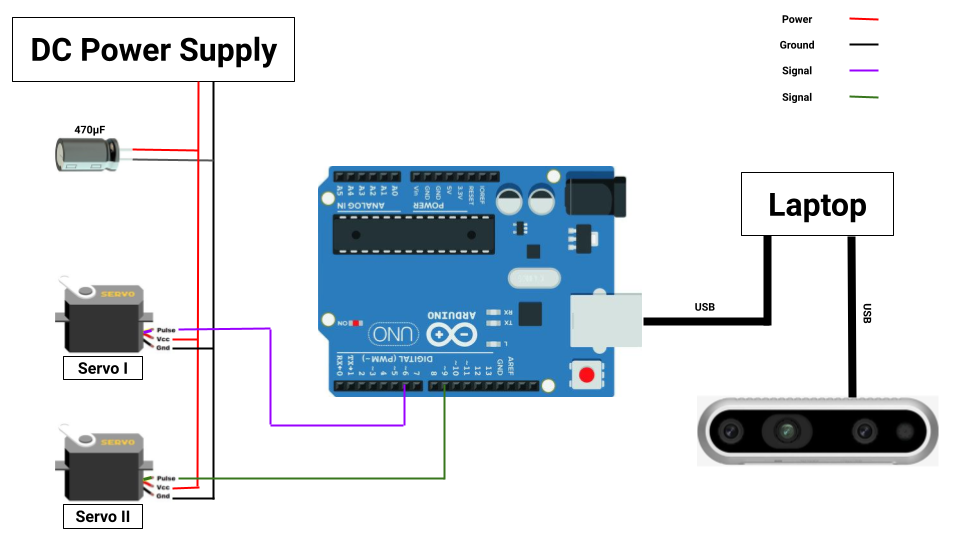 DC Power Supply
Power
Ground
Signal
Signal
470µF
A5
A4
A3
A2
A1
A0
ANALOG IN
Vin
GND
GND
5V
3.3V
RESET
IOREF
POWER
Laptop
SERVO
Pulse
Vcc
Gnd
Servo I
ON
UNO
ARDUINO
RX
TX
L
DIGITAL (PWM~)
RX←0
TX→1
2
~3
4
~5
~6
7
8
~9
~10
~11
12
13
GND
AREF
USB
USB
SERVO
Pulse
Vcc
Gnd
Servo II